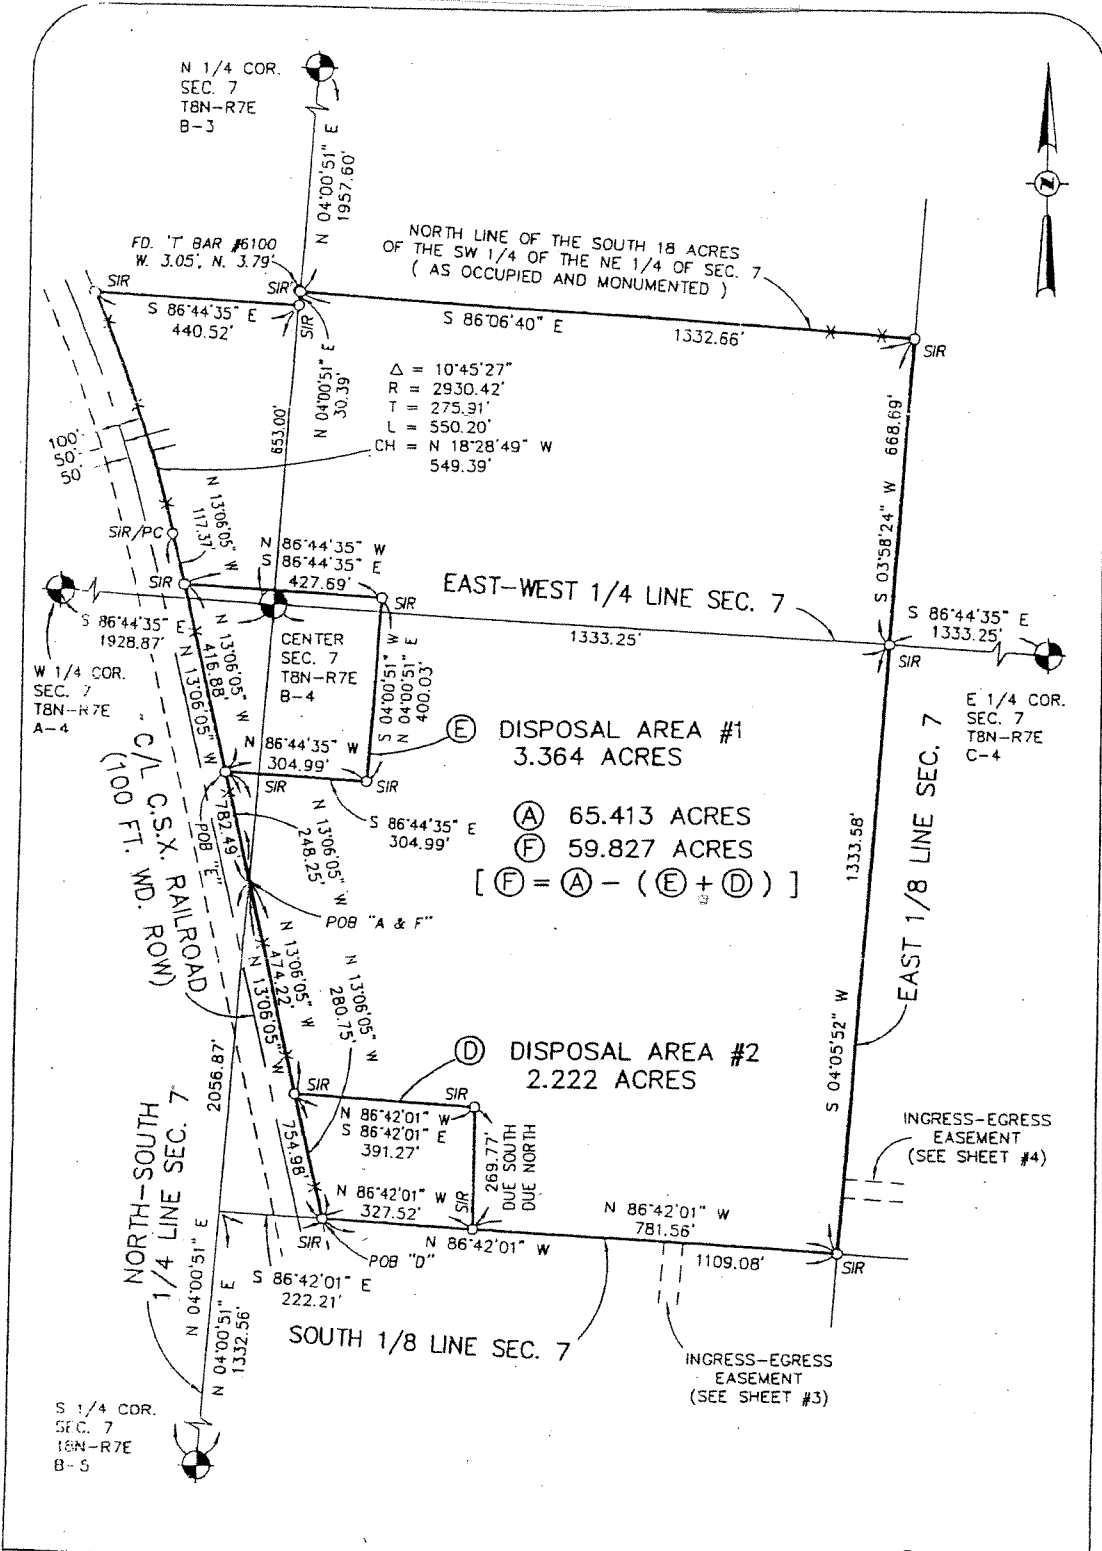 N 1/4 COR.
SEC. 7
T8N-R7E
B-3
N 04°00'51" E
1957.60'
N
FD. 'T' BAR #6100
W. 3.05', N. 3.79'
NORTH LINE OF THE SOUTH 18 ACRES
OF THE SW 1/4 OF THE NE 1/4 OF SEC. 7
( AS OCCUPIED AND MONUMENTED )
SIR
SIR
SIR
S 86°44'35" E
440.52'
S 86°06'40" E
1332.66'
SIR
N 04°00'51" E
30.39'
653.00'
Δ = 10°45'27"
R = 2930.42'
T = 275.91'
L = 550.20'
CH = N 18°28'49" W
549.39'
100'
50'
50'
S 03°58'24" W 668.69'
SIR/PC
N 13°06'05" W
117.37'
N 86°44'35" W
S 86°44'35" E
427.69'
SIR
SIR
EAST-WEST 1/4 LINE SEC. 7
1333.25'
S 86°44'35" E
1333.25'
SIR
S 86°44'35" E
1928.87'
W 1/4 COR.
SEC. 7
T8N-R7E
A-4
CENTER
SEC. 7
T8N-R7E
B-4
E 1/4 COR.
SEC. 7
T8N-R7E
C-4
N 13°06'05" W
416.88'
N 13°06'05" W
S 04°00'51" W
N 04°00'51" E
400.03'
E DISPOSAL AREA #1
3.364 ACRES
N 86°44'35" W
304.99'
SIR
SIR
S 86°44'35" E
304.99'
A 65.413 ACRES
F 59.827 ACRES
[ F = A - ( E + D ) ]
EAST 1/8 LINE SEC. 7
1333.58'
S 04°05'52" W
C/L C.S.X. RAILROAD
(100 FT. WD. ROW)
POB "E"
782.49'
N 13°06'05" W
248.25'
POB "A & F"
N 13°06'05" W
474.22'
N 13°06'05" W
N 13°06'05" W
280.75'
D DISPOSAL AREA #2
2.222 ACRES
2056.87'
SIR
SIR
N 86°42'01" W
S 86°42'01" E
391.27'
754.98'
269.77'
DUE SOUTH
DUE NORTH
INGRESS-EGRESS
EASEMENT
(SEE SHEET #4)
N 86°42'01" W
327.52'
SIR
N 86°42'01" W
781.56'
N 86°42'01" W
1109.08'
SIR
SIR
POB "D"
S 86°42'01" E
222.21'
NORTH-SOUTH
1/4 LINE SEC. 7
N 04°00'51" E
N 04°00'51" E
1332.56'
SOUTH 1/8 LINE SEC. 7
INGRESS-EGRESS
EASEMENT
(SEE SHEET #3)
S 1/4 COR.
SEC. 7
T8N-R7E
B-5